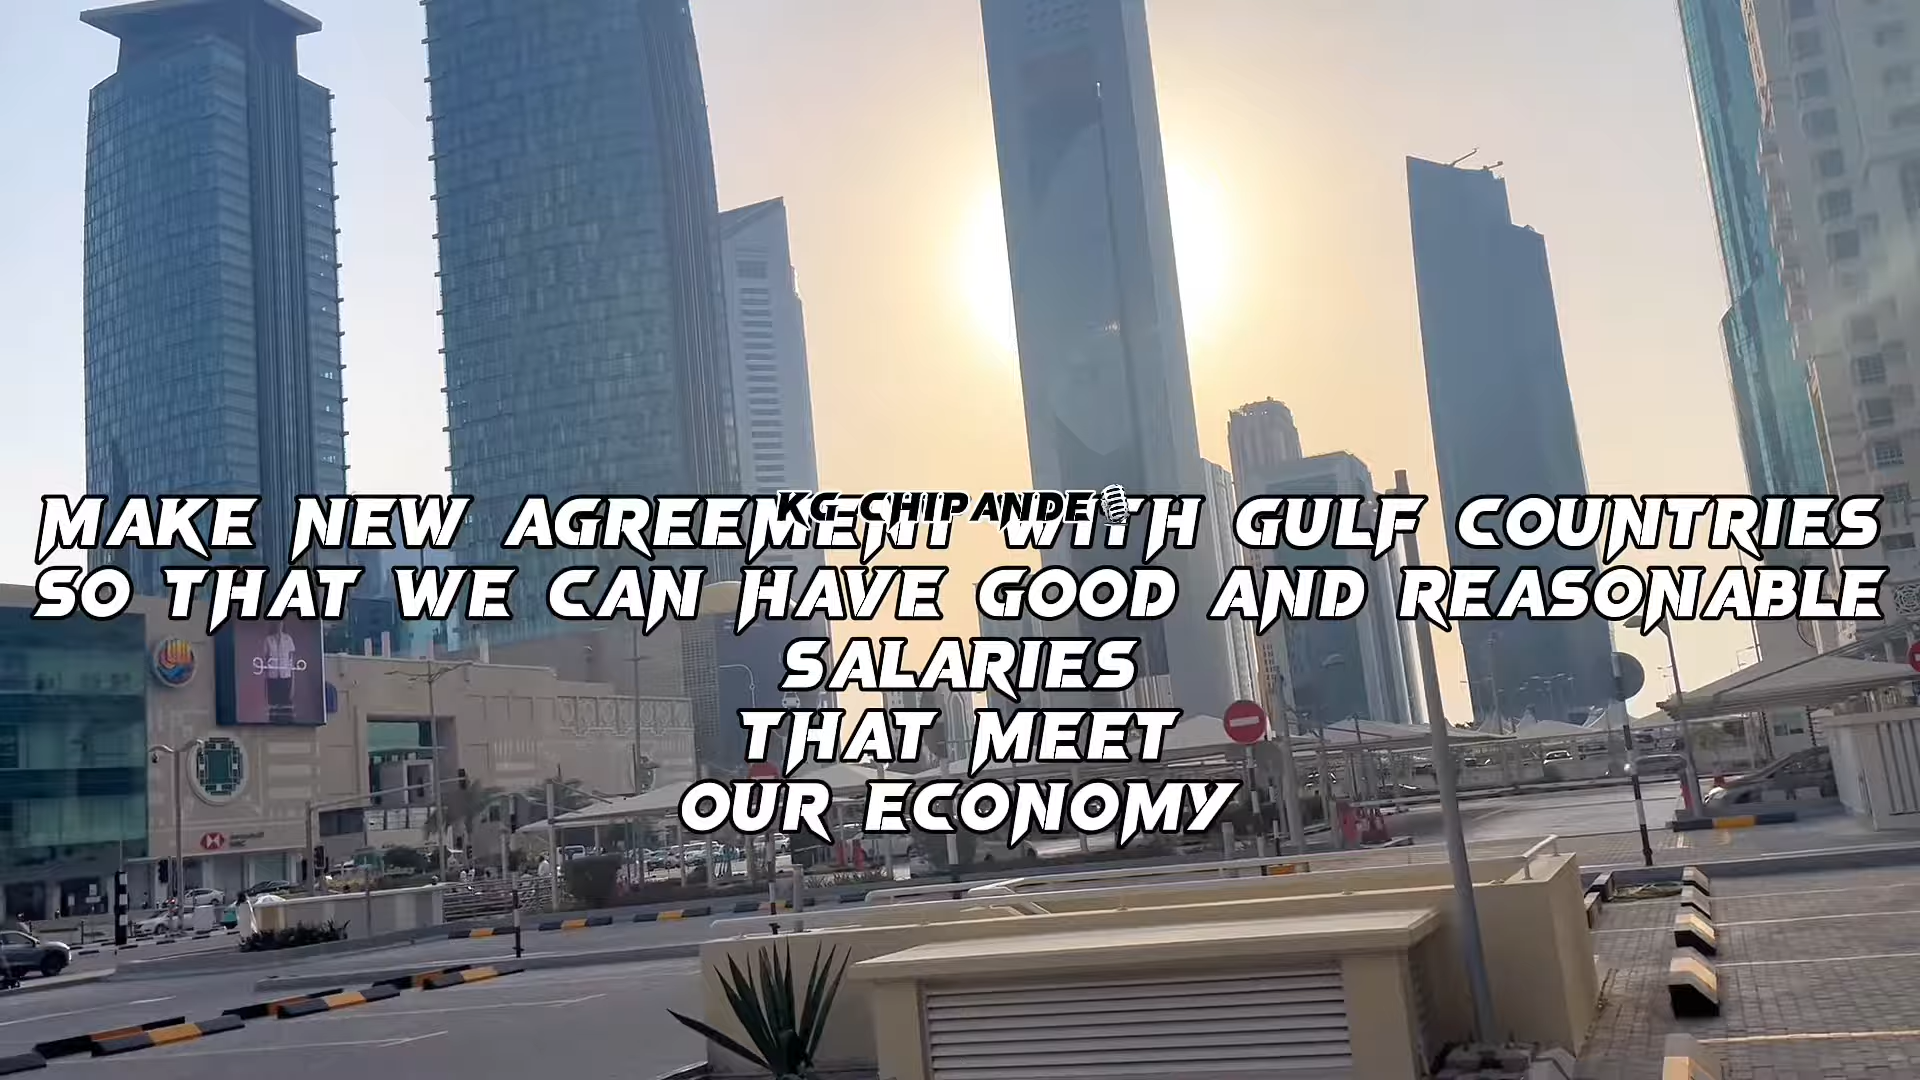 KG CHIPANDE🎙
MAKE NEW AGREEMENT WITH GULF COUNTRIES
SO THAT WE CAN HAVE GOOD AND REASONABLE
SALARIES
THAT MEET
OUR ECONOMY
HSBC